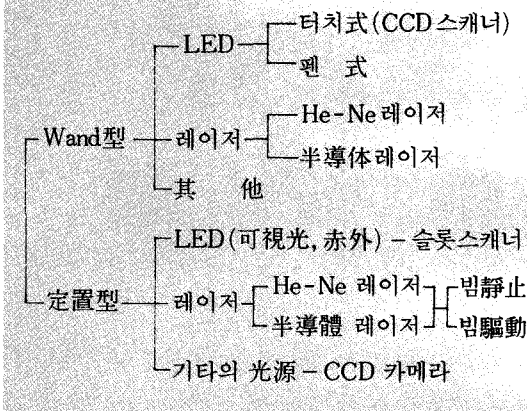 터치式(CCD스캐너)
LED
펜 式
He-Ne레이저
Wand型
레이저
半導体레이저
其 他
LED(可視光, 赤外) - 슬롯스캐너
He-Ne 레이저
빔靜止
定置型
레이저
半導體 레이저
빔驅動
기타의 光源 - CCD 카메라